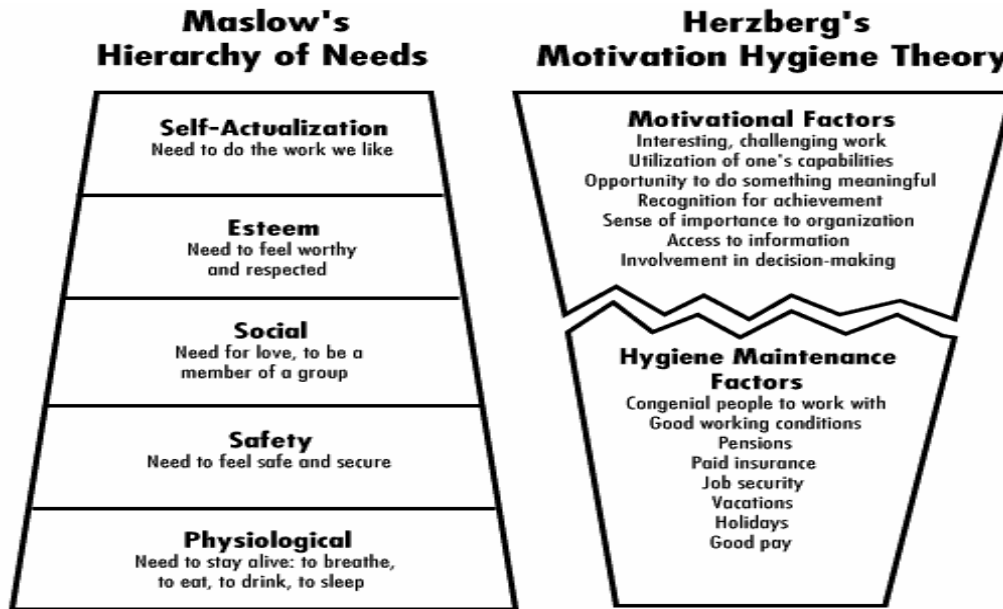 Maslow's
Hierarchy of Needs
Self-Actualization
Need to do the work we like
Esteem
Need to feel worthy
and respected
Social
Need for love, to be a
member of a group
Safety
Need to feel safe and secure
Physiological
Need to stay alive: to breathe,
to eat, to drink, to sleep
Herzberg's
Motivation Hygiene Theory
Motivational Factors
Interesting, challenging work
Utilization of one's capabilities
Opportunity to do something meaningful
Recognition for achievement
Sense of importance to organization
Access to information
Involvement in decision-making
Hygiene Maintenance
Factors
Congenial people to work with
Good working conditions
Pensions
Paid insurance
Job security
Vacations
Holidays
Good pay